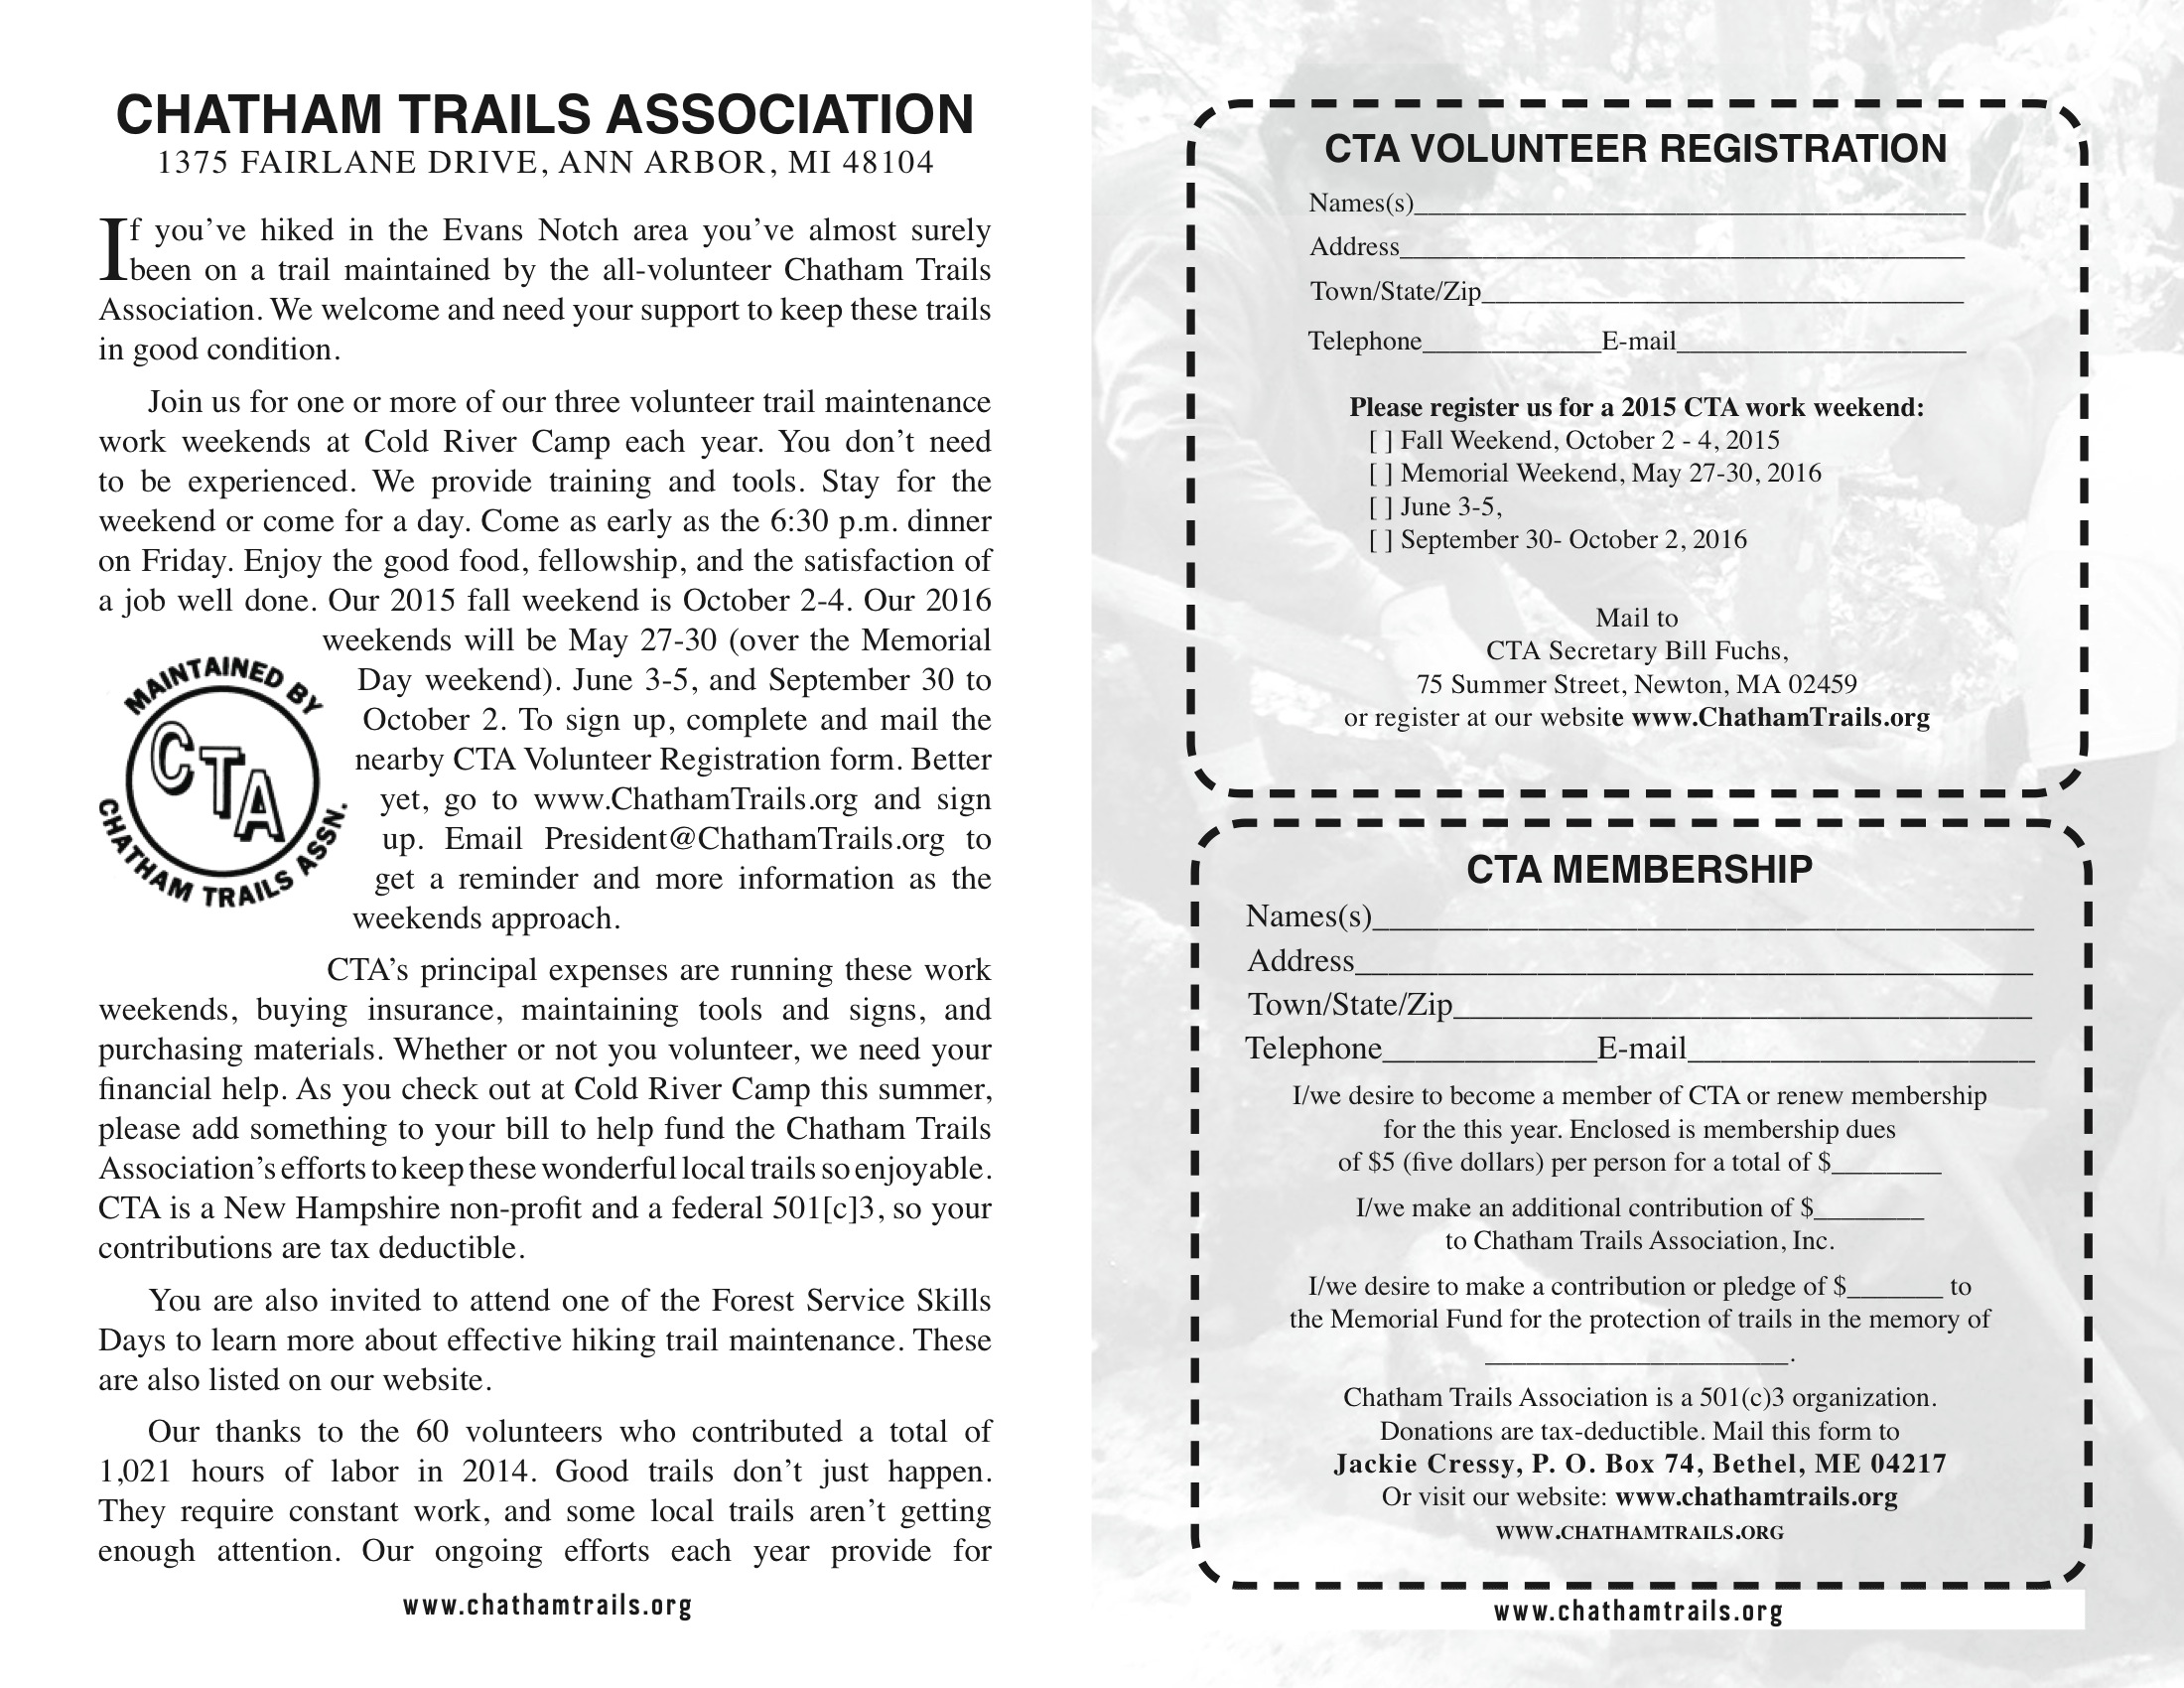 CHATHAM TRAILS ASSOCIATION
1375 FAIRLANE DRIVE, ANN ARBOR, MI 48104
If you’ve hiked in the Evans Notch area you’ve almost surely
been on a trail maintained by the all-volunteer Chatham Trails
Association. We welcome and need your support to keep these trails
in good condition.
Join us for one or more of our three volunteer trail maintenance
work weekends at Cold River Camp each year. You don’t need
to be experienced. We provide training and tools. Stay for the
weekend or come for a day. Come as early as the 6:30 p.m. dinner
on Friday. Enjoy the good food, fellowship, and the satisfaction of
a job well done. Our 2015 fall weekend is October 2-4. Our 2016
weekends will be May 27-30 (over the Memorial
Day weekend). June 3-5, and September 30 to
October 2. To sign up, complete and mail the
nearby CTA Volunteer Registration form. Better
yet, go to www.ChathamTrails.org and sign
up. Email President@ChathamTrails.org to
get a reminder and more information as the
weekends approach.
MAINTAINED BY
CTA
CHATHAM TRAILS ASSN.
CTA’s principal expenses are running these work
weekends, buying insurance, maintaining tools and signs, and
purchasing materials. Whether or not you volunteer, we need your
financial help. As you check out at Cold River Camp this summer,
please add something to your bill to help fund the Chatham Trails
Association’s efforts to keep these wonderful local trails so enjoyable.
CTA is a New Hampshire non-profit and a federal 501[c]3, so your
contributions are tax deductible.
You are also invited to attend one of the Forest Service Skills
Days to learn more about effective hiking trail maintenance. These
are also listed on our website.
Our thanks to the 60 volunteers who contributed a total of
1,021 hours of labor in 2014. Good trails don’t just happen.
They require constant work, and some local trails aren’t getting
enough attention. Our ongoing efforts each year provide for
www.chathamtrails.org
CTA VOLUNTEER REGISTRATION
Names(s)________________________________________
Address_________________________________________
Town/State/Zip___________________________________
Telephone_____________E-mail_____________________
Please register us for a 2015 CTA work weekend:
[ ] Fall Weekend, October 2 - 4, 2015
[ ] Memorial Weekend, May 27-30, 2016
[ ] June 3-5,
[ ] September 30- October 2, 2016
Mail to
CTA Secretary Bill Fuchs,
75 Summer Street, Newton, MA 02459
or register at our website www.ChathamTrails.org
CTA MEMBERSHIP
Names(s)________________________________________
Address_________________________________________
Town/State/Zip___________________________________
Telephone_____________E-mail_____________________
I/we desire to become a member of CTA or renew membership
for the this year. Enclosed is membership dues
of $5 (five dollars) per person for a total of $________
I/we make an additional contribution of $________
to Chatham Trails Association, Inc.
I/we desire to make a contribution or pledge of $_______ to
the Memorial Fund for the protection of trails in the memory of
______________________.
Chatham Trails Association is a 501(c)3 organization.
Donations are tax-deductible. Mail this form to
Jackie Cressy, P. O. Box 74, Bethel, ME 04217
Or visit our website: www.chathamtrails.org
WWW.CHATHAMTRAILS.ORG
www.chathamtrails.org